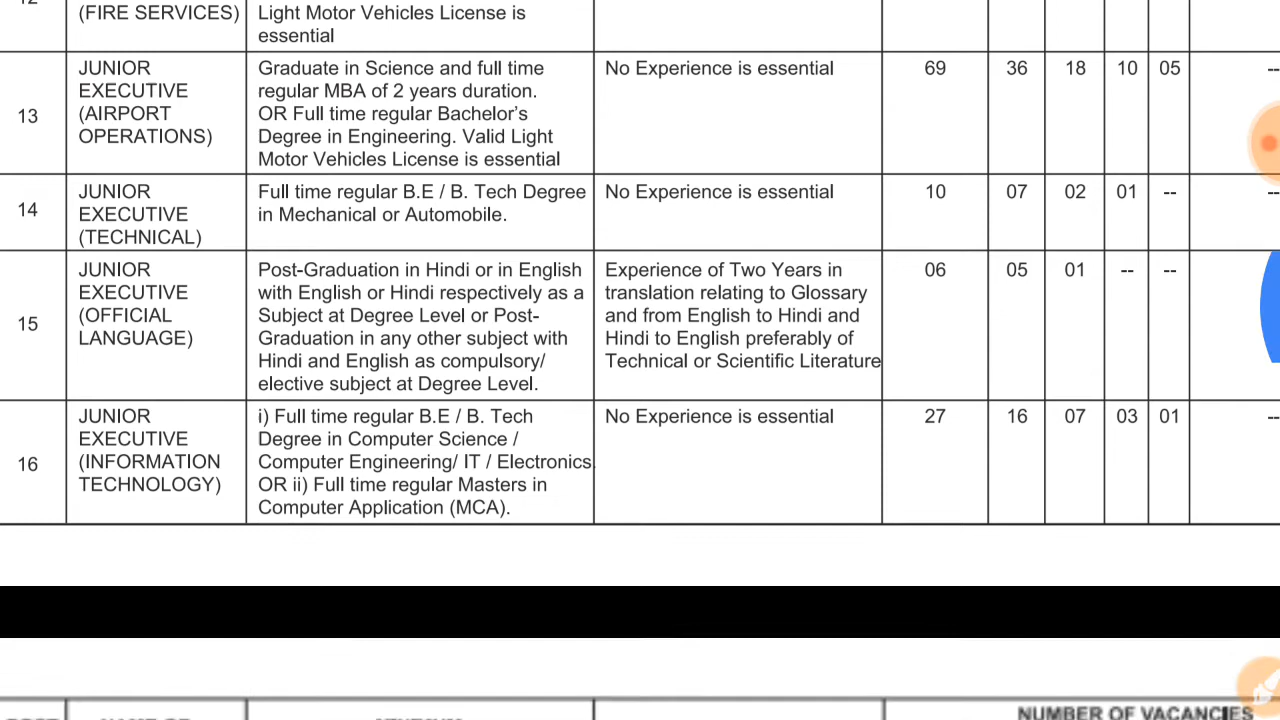 (FIRE SERVICES)
Light Motor Vehicles License is
essential
13
JUNIOR
EXECUTIVE
(AIRPORT
OPERATIONS)
Graduate in Science and full time
regular MBA of 2 years duration.
OR Full time regular Bachelor's
Degree in Engineering. Valid Light
Motor Vehicles License is essential
No Experience is essential
69 36 18 10 05 --
14
JUNIOR
EXECUTIVE
(TECHNICAL)
Full time regular B.E / B. Tech Degree
in Mechanical or Automobile.
No Experience is essential
10 07 02 01 -- --
15
JUNIOR
EXECUTIVE
(OFFICIAL
LANGUAGE)
Post-Graduation in Hindi or in English
with English or Hindi respectively as a
Subject at Degree Level or Post-
Graduation in any other subject with
Hindi and English as compulsory/
elective subject at Degree Level.
Experience of Two Years in
translation relating to Glossary
and from English to Hindi and
Hindi to English preferably of
Technical or Scientific Literature
06 05 01 -- --
16
JUNIOR
EXECUTIVE
(INFORMATION
TECHNOLOGY)
i) Full time regular B.E / B. Tech
Degree in Computer Science /
Computer Engineering/ IT / Electronics.
OR ii) Full time regular Masters in
Computer Application (MCA).
No Experience is essential
27 16 07 03 01 --
NUMBER OF VACANCIES